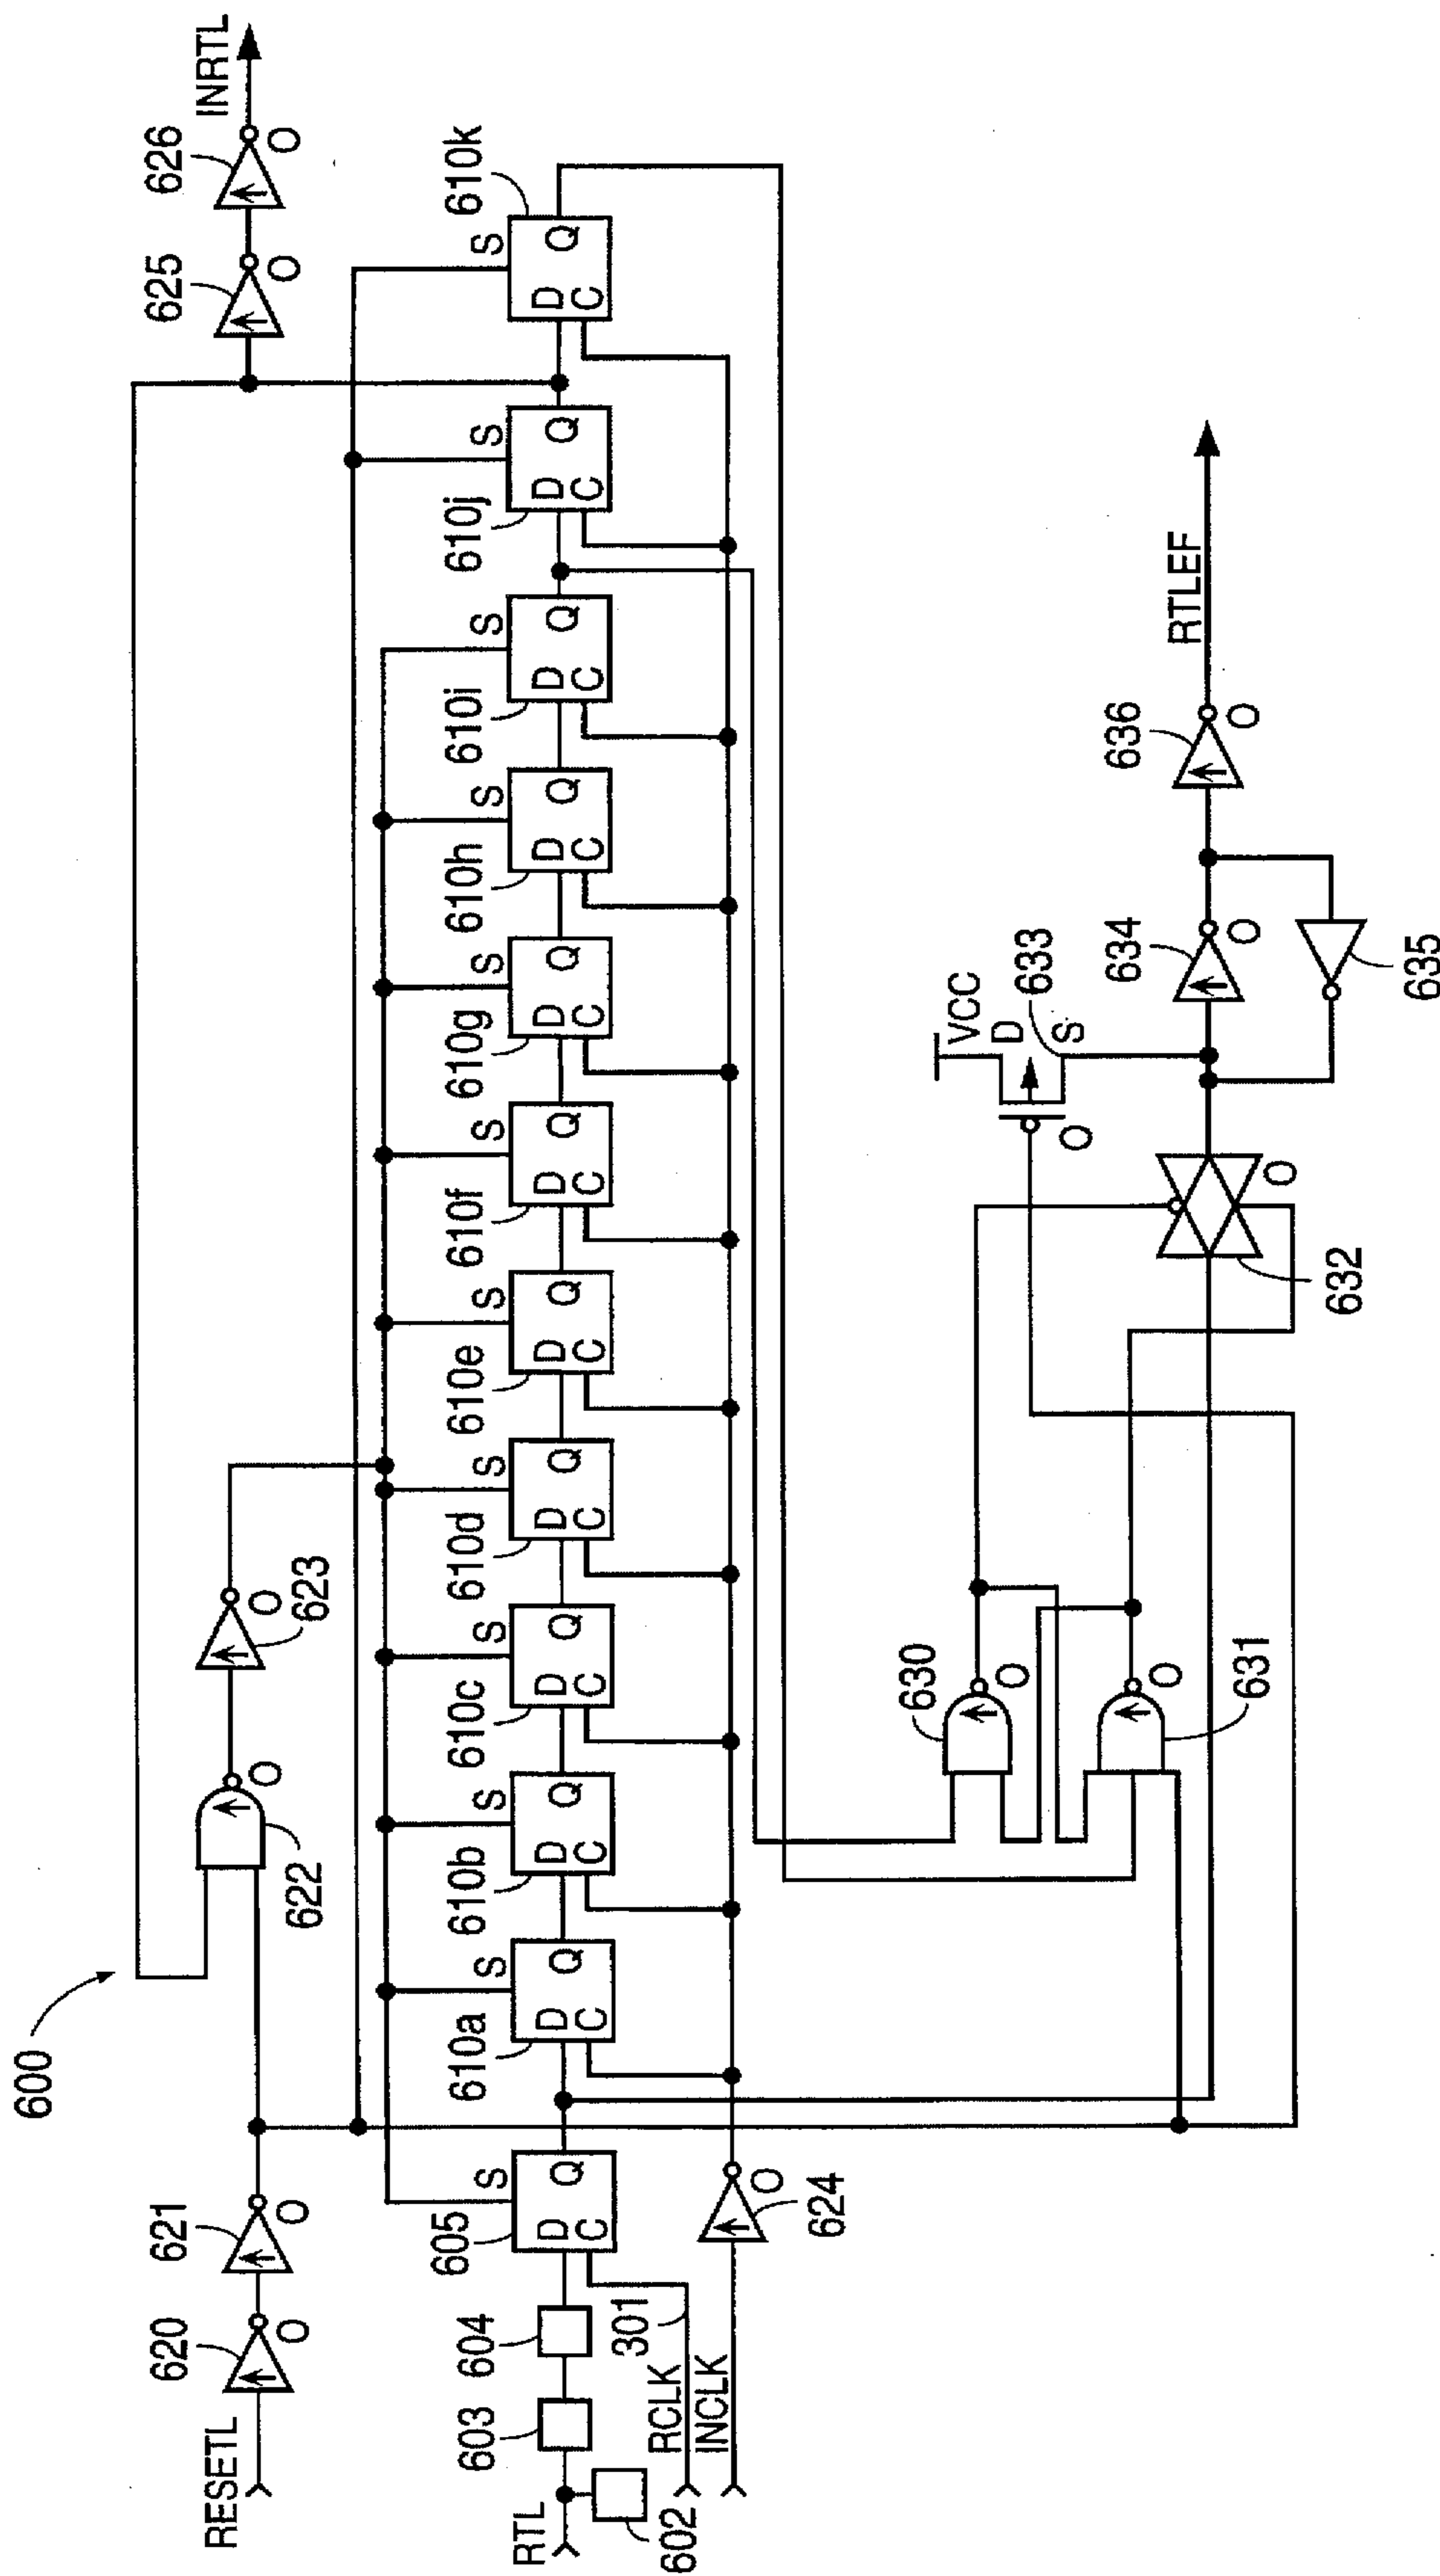 600
RESETL
620
O
621
O
622
O
623
O
625
O
626
O
INRTL
RTL
602
603
604
605
S
D
Q
C
610a
S
D
Q
C
610b
S
D
Q
C
610c
S
D
Q
C
610d
S
D
Q
C
610e
S
D
Q
C
610f
S
D
Q
C
610g
S
D
Q
C
610h
S
D
Q
C
610i
S
D
Q
C
610j
S
D
Q
C
610k
S
D
Q
C
301
RCLK
INCLK
624
O
630
O
631
O
632
O
VCC
D
633
S
O
634
O
635
636
O
RTLEF